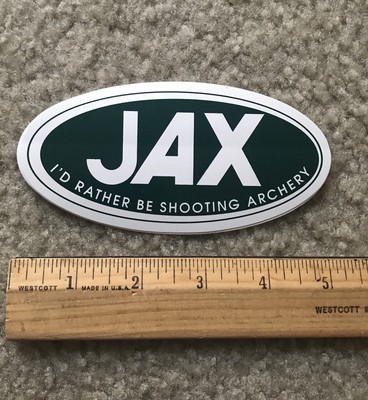 JAX
I'D RATHER BE SHOOTING ARCHERY
1 2 3 4 5
WESTCOTT MADE IN U.S.A. WESTCOTT